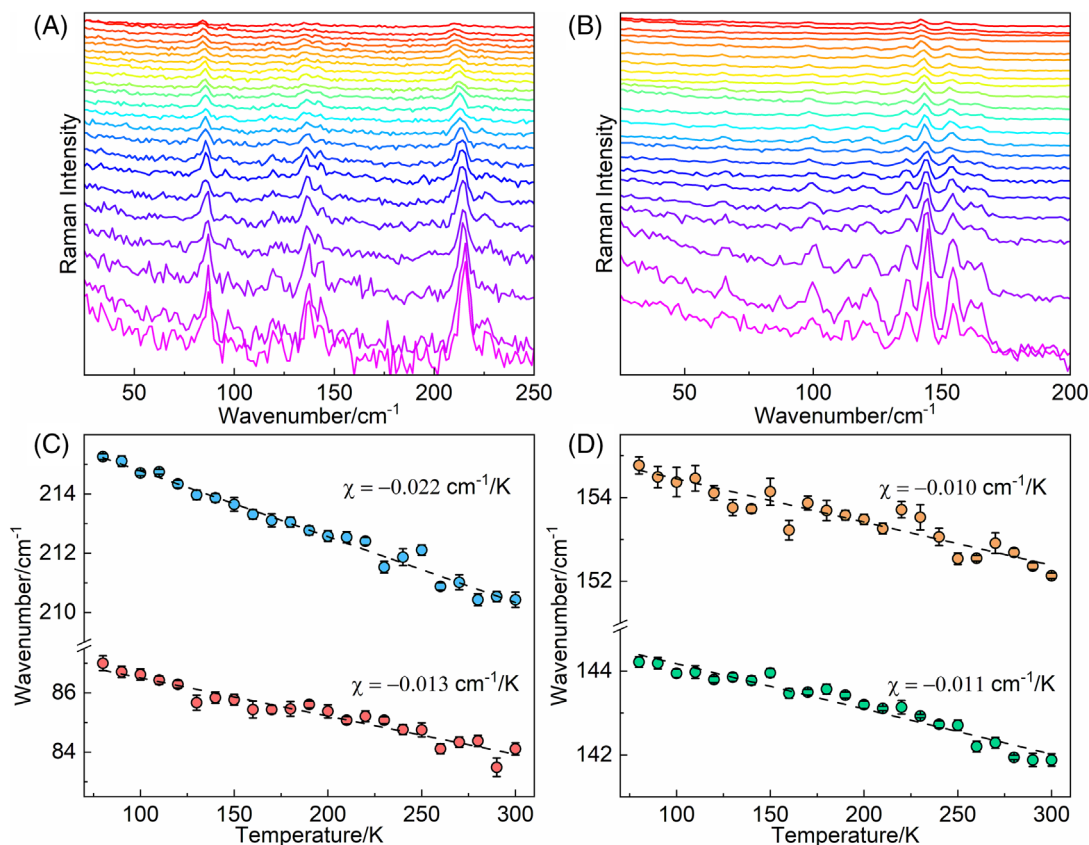 (A)
Raman Intensity
50
100
150
200
250
Wavenumber/cm⁻¹
(B)
Raman Intensity
50
100
150
200
Wavenumber/cm⁻¹
(C)
Wavenumber/cm⁻¹
214
212
210
86
84
χ = −0.022 cm⁻¹/K
χ = −0.013 cm⁻¹/K
100
150
200
250
300
Temperature/K
(D)
Wavenumber/cm⁻¹
154
152
144
142
χ = −0.010 cm⁻¹/K
χ = −0.011 cm⁻¹/K
100
150
200
250
300
Temperature/K